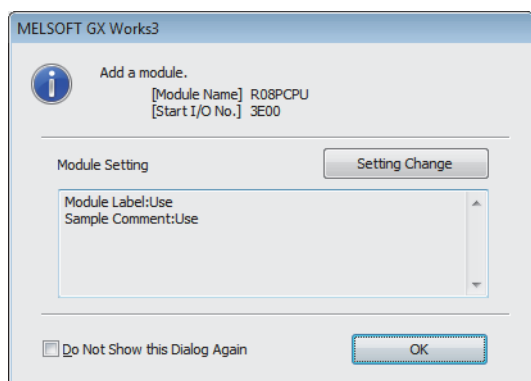 MELSOFT GX Works3
Add a module.
[Module Name] R08PCPU
[Start I/O No.] 3E00
Module Setting
Setting Change
Module Label:Use
Sample Comment:Use
Do Not Show this Dialog Again
OK